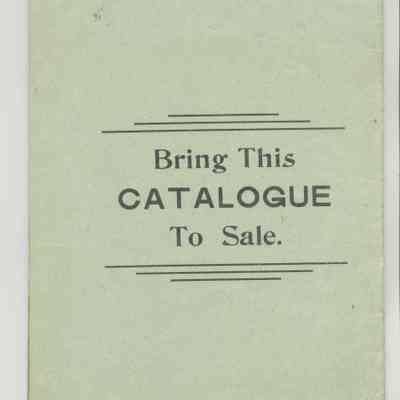 Bring This
CATALOGUE
To Sale.